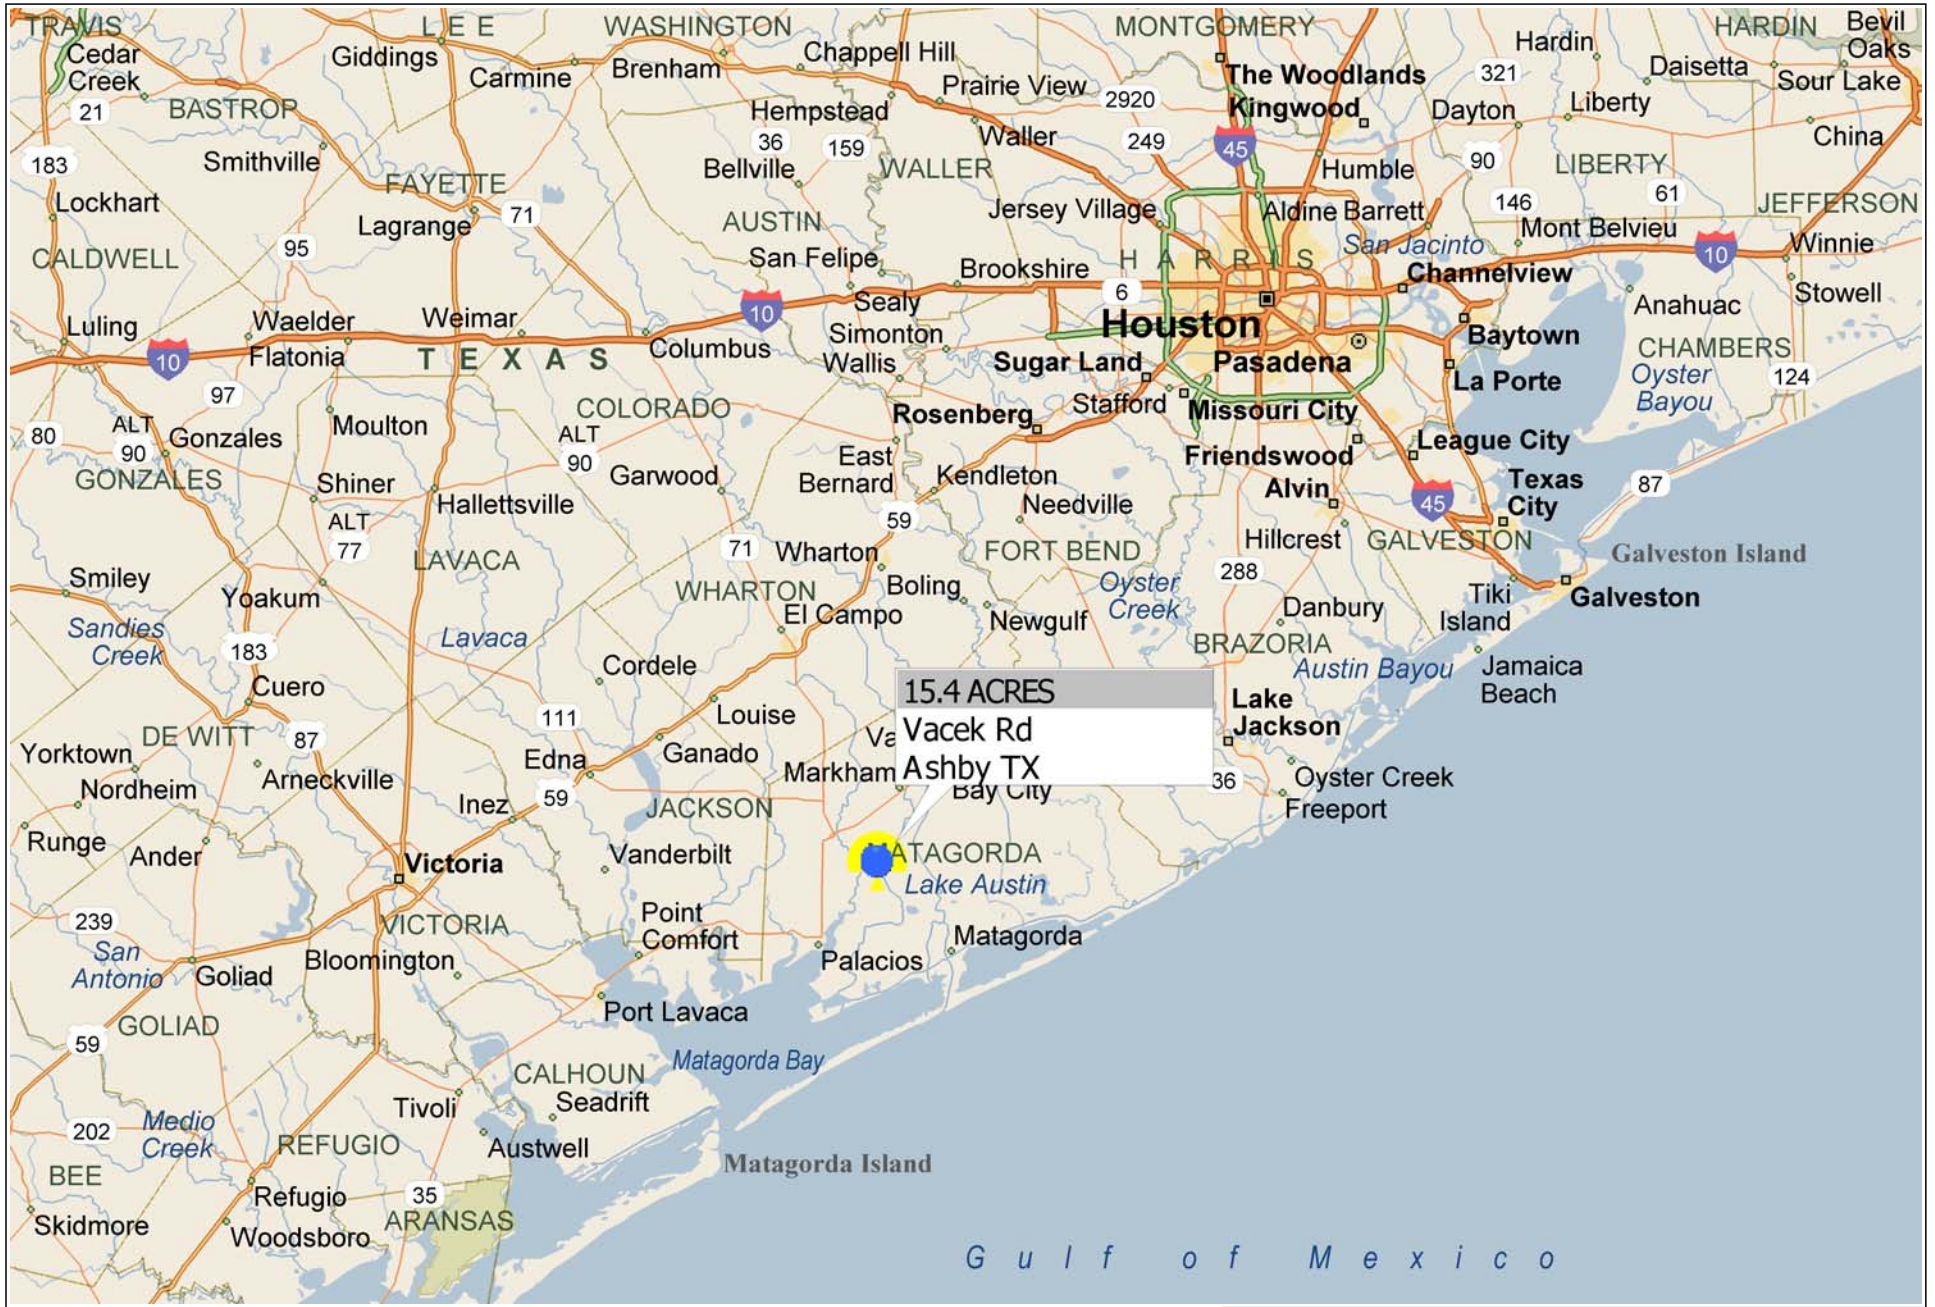 TRAVIS
LEE
WASHINGTON
MONTGOMERY
HARDIN
Bevil
Oaks
Cedar
Creek
Giddings
Carmine
Brenham
Chappell Hill
Prairie View
2920
The Woodlands
Kingwood
321
Hardin
Daisetta
Sour Lake
21
BASTROP
Hempstead
Waller
249
45
Dayton
Liberty
China
183
Smithville
36
159
Bellville
WALLER
Humble
90
LIBERTY
FAYETTE
Lockhart
Lagrange
71
AUSTIN
Jersey Village
Aldine
Barrett
146
61
JEFFERSON
95
CALDWELL
San Felipe
Brookshire
HARRIS
San Jacinto
Mont Belvieu
10
Winnie
Channelview
6
Sealy
Anahuac
Stowell
Luling
Waelder
Weimar
10
Simonton
Houston
Baytown
10
Flatonia
TEXAS
Columbus
Wallis
Sugar Land
Pasadena
CHAMBERS
La Porte
Oyster
Bayou
124
97
Moulton
COLORADO
Rosenberg
Stafford
Missouri City
80
ALT
90
Gonzales
ALT
90
Friendswood
League City
GONZALES
Shiner
Hallettsville
Garwood
East
Bernard
Kendleton
Needville
Alvin
45
Texas
City
87
ALT
77
59
LAVACA
71
Wharton
FORT BEND
Hillcrest
GALVESTON
Galveston Island
Smiley
Yoakum
WHARTON
Boling
Oyster
Creek
288
Tiki
Island
Galveston
El Campo
Newgulf
Danbury
Sandies
Creek
Lavaca
183
BRAZORIA
Cordele
Austin Bayou
Jamaica
Beach
Cuero
15.4 ACRES
Vacek Rd
Ashby TX
Lake
Jackson
111
Louise
DE WITT
87
Va
Yorktown
Edna
Ganado
Markham
Nordheim
Arneckville
Bay City
36
Oyster Creek
Freeport
Inez
59
JACKSON
Runge
Ander
Victoria
Vanderbilt
MATAGORDA
Lake Austin
239
VICTORIA
Point
Comfort
Matagorda
San
Antonio
Goliad
Bloomington
Palacios
Port Lavaca
GOLIAD
59
Matagorda Bay
CALHOUN
Tivoli
Seadrift
202
Medio
Creek
REFUGIO
Austwell
Matagorda Island
BEE
Refugio
35
ARANSAS
Skidmore
Woodsboro
Gulf of Mexico